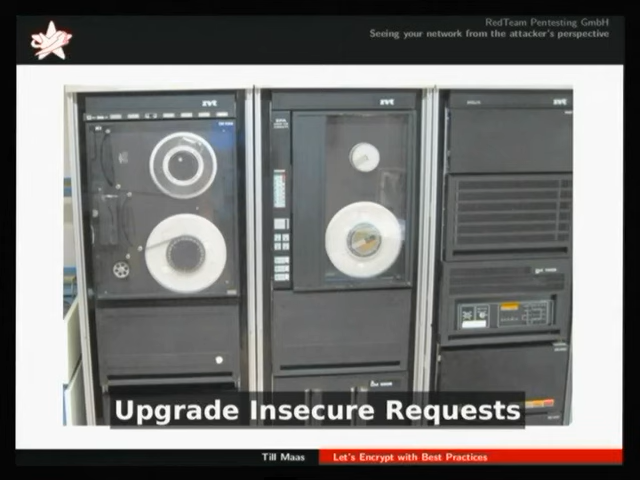 RedTeam Pentesting GmbH
Seeing your network from the attacker's perspective
Upgrade Insecure Requests
Till Maas
Let's Encrypt with Best Practices